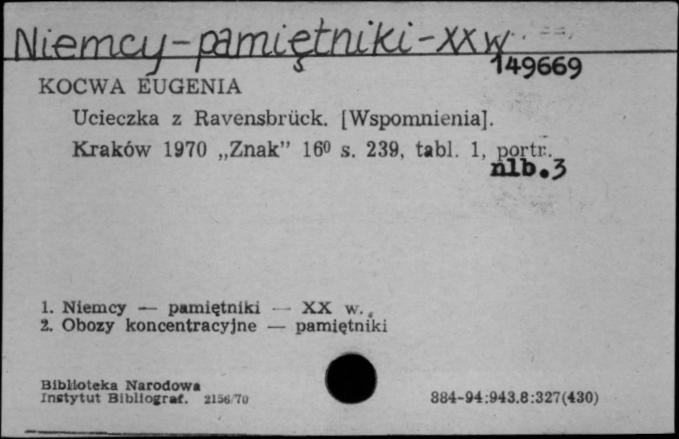 Niemcy-pamiętniki-XX w
149669
KOCWA EUGENIA
Ucieczka z Ravensbrück. [Wspomnienia].
Kraków 1970 „Znak” 16⁰ s. 239, tabl. 1, portr.
nlb.3
1. Niemcy — pamiętniki — XX w.
2. Obozy koncentracyjne — pamiętniki
Biblioteka Narodowa
Instytut Bibliograf. 2156/70
884-94:943.8:327(430)